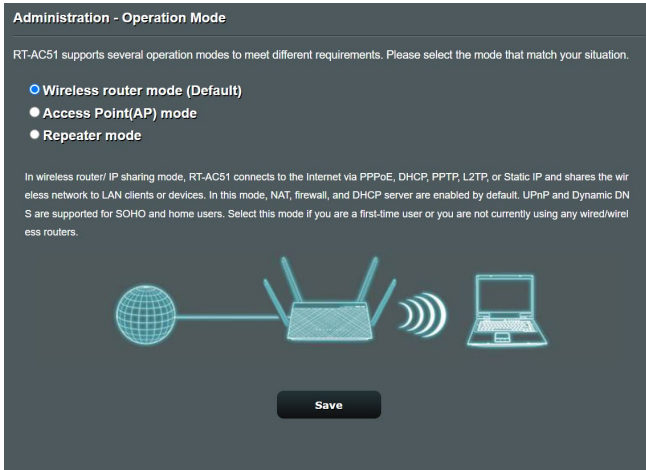 Administration - Operation Mode
RT-AC51 supports several operation modes to meet different requirements. Please select the mode that match your situation.
Wireless router mode (Default)
Access Point(AP) mode
Repeater mode
In wireless router/ IP sharing mode, RT-AC51 connects to the Internet via PPPoE, DHCP, PPTP, L2TP, or Static IP and shares the wir
eless network to LAN clients or devices. In this mode, NAT, firewall, and DHCP server are enabled by default. UPnP and Dynamic DN
S are supported for SOHO and home users. Select this mode if you are a first-time user or you are not currently using any wired/wirel
ess routers.
Save